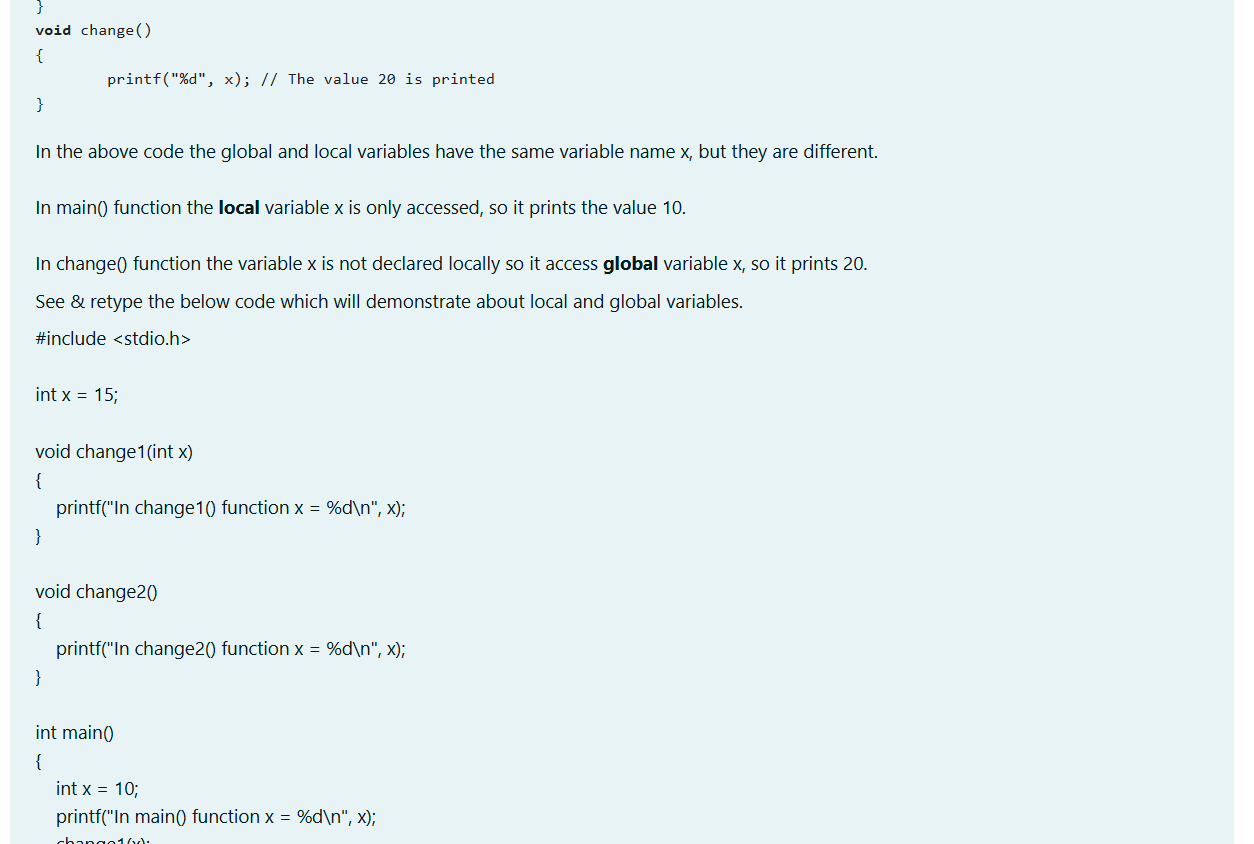 }
void change()
{
printf("%d", x); // The value 20 is printed
}
In the above code the global and local variables have the same variable name x, but they are different.
In main() function the local variable x is only accessed, so it prints the value 10.
In change() function the variable x is not declared locally so it access global variable x, so it prints 20.
See & retype the below code which will demonstrate about local and global variables.
#include <stdio.h>
int x = 15;
void change1(int x)
{
printf("In change1() function x = %d\n", x);
}
void change2()
{
printf("In change2() function x = %d\n", x);
}
int main()
{
int x = 10;
printf("In main() function x = %d\n", x);
change1(x);